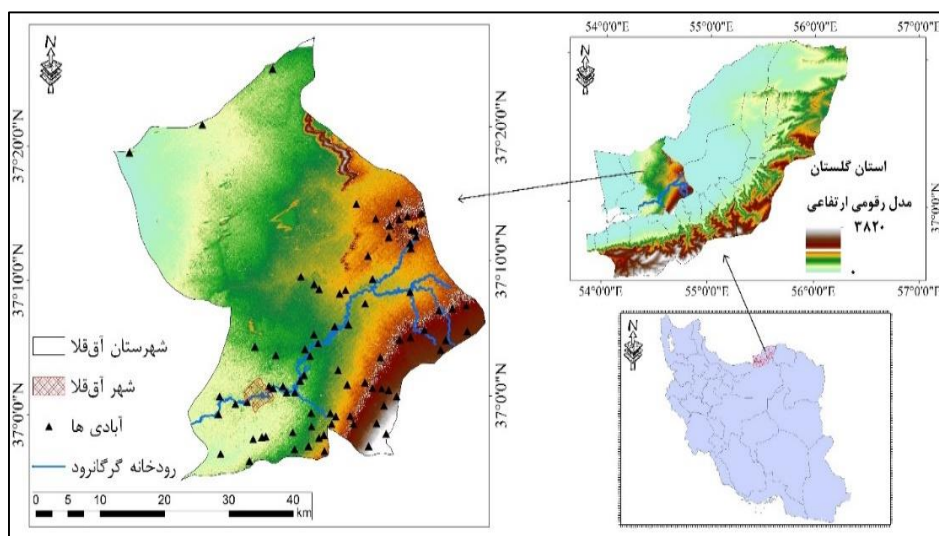 N
37°20'0"N
37°10'0"N
37°0'0"N
37°20'0"N
37°10'0"N
37°0'0"N
شهرستان آق‌قلا
شهر آق‌قلا
آبادی ها
رودخانه گرگانرود
0 5 10 20 30 40
km
54°0'0"E 55°0'0"E 56°0'0"E 57°0'0"E
N
37°0'0"N
استان گلستان
مدل رقومی ارتفاعی
۳۸۲۰
۰
54°0'0"E 55°0'0"E 56°0'0"E 57°0'0"E
N